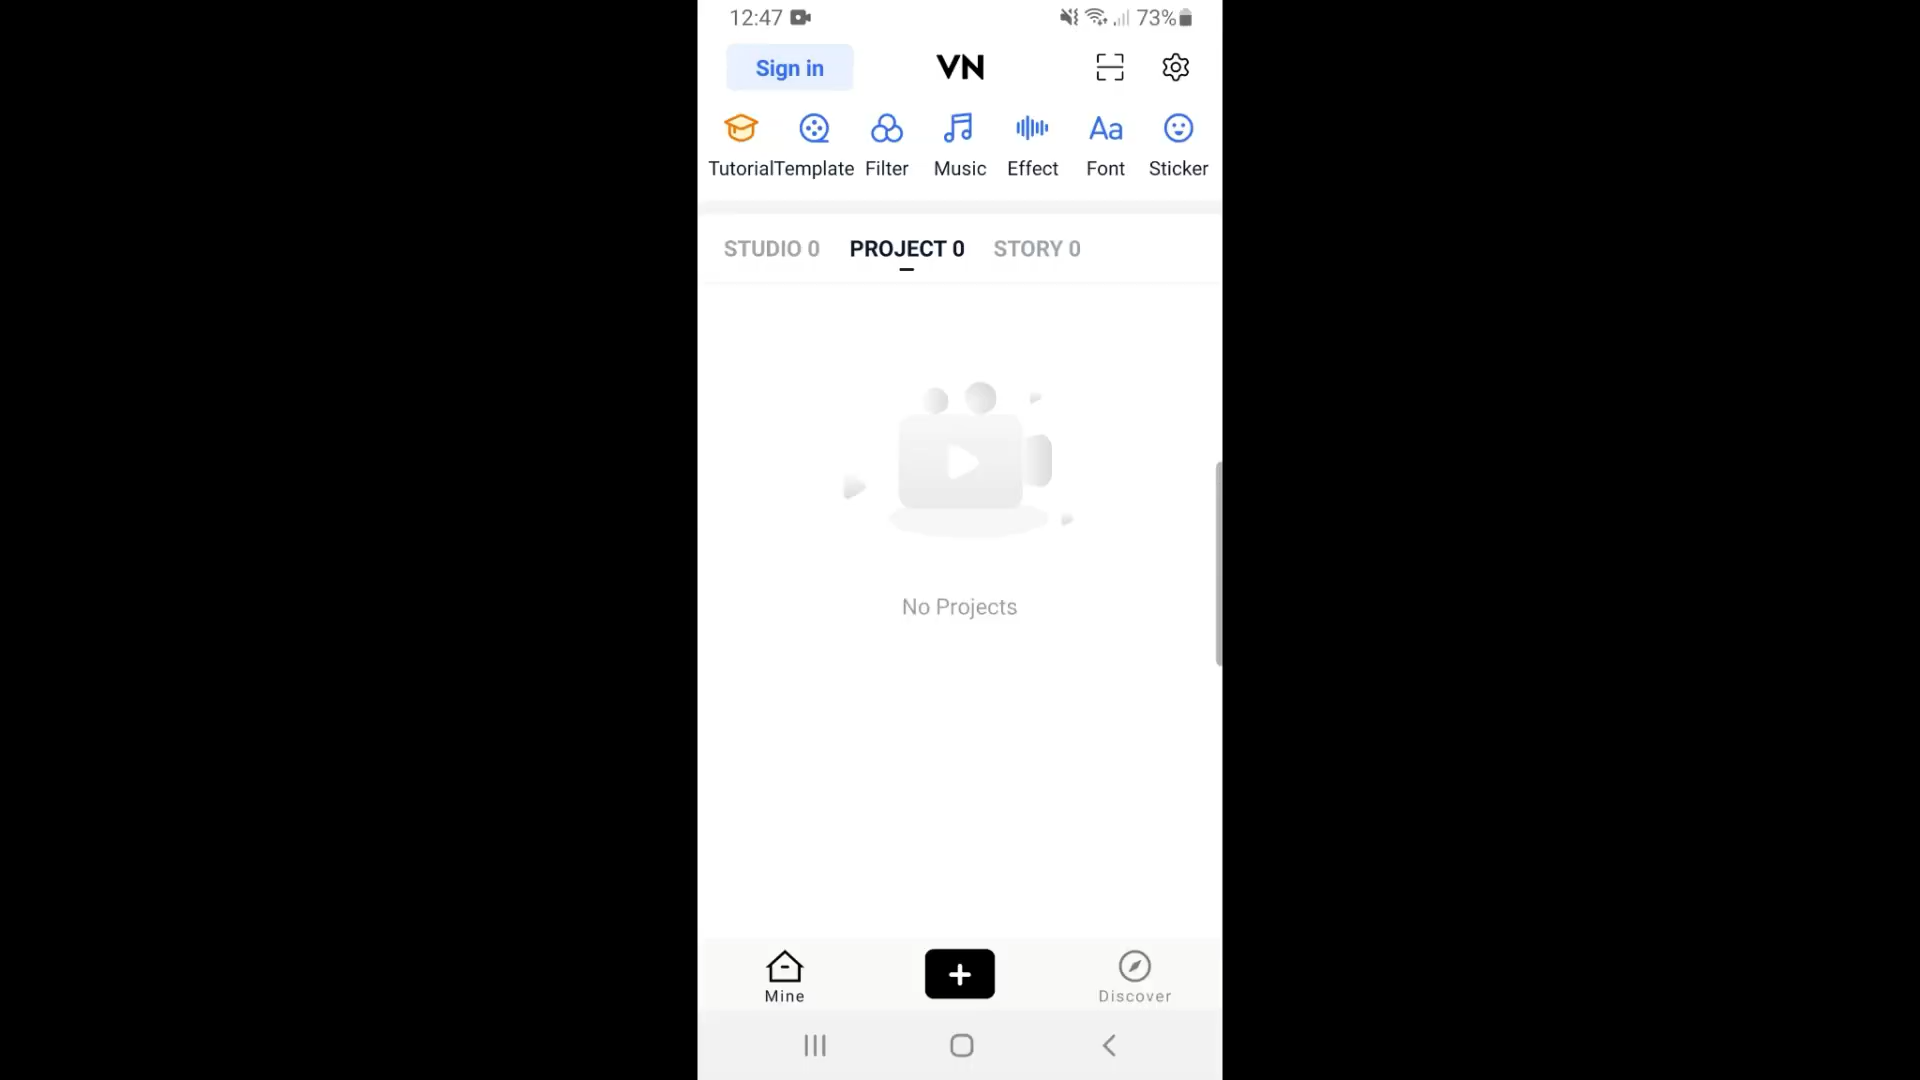 12:47 73%
Sign in VN
Aa
Tutorial Template Filter Music Effect Font Sticker
STUDIO 0 PROJECT 0 STORY 0
No Projects
Mine Discover